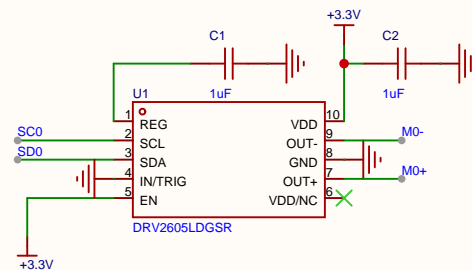 +3.3V
C1
C2
1uF
1uF
U1
1 REG VDD 10
SC0 2 SCL OUT- 9 M0-
SD0 3 SDA GND 8
4 IN/TRIG OUT+ 7 M0+
5 EN VDD/NC 6
DRV2605LDGSR
+3.3V